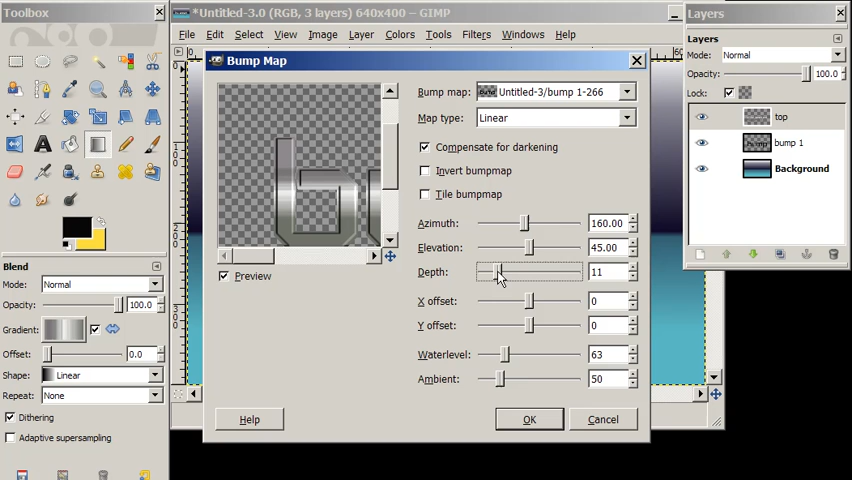 Toolbox
*Untitled-3.0 (RGB, 3 layers) 640x400 – GIMP
Layers
File Edit Select View Image Layer Colors Tools Filters Windows Help
Layers
Mode: Normal
Opacity: 100.0
Lock:
top
bump 1
Background
Bump Map
Bump map: Untitled-3/bump 1-266
Map type: Linear
Compensate for darkening
Invert bumpmap
Tile bumpmap
Azimuth: 160.00
Elevation: 45.00
Depth: 11
X offset: 0
Y offset: 0
Waterlevel: 63
Ambient: 50
Preview
Help OK Cancel
Blend
Mode: Normal
Opacity: 100.0
Gradient:
Offset: 0.0
Shape: Linear
Repeat: None
Dithering
Adaptive supersampling
100
200
300